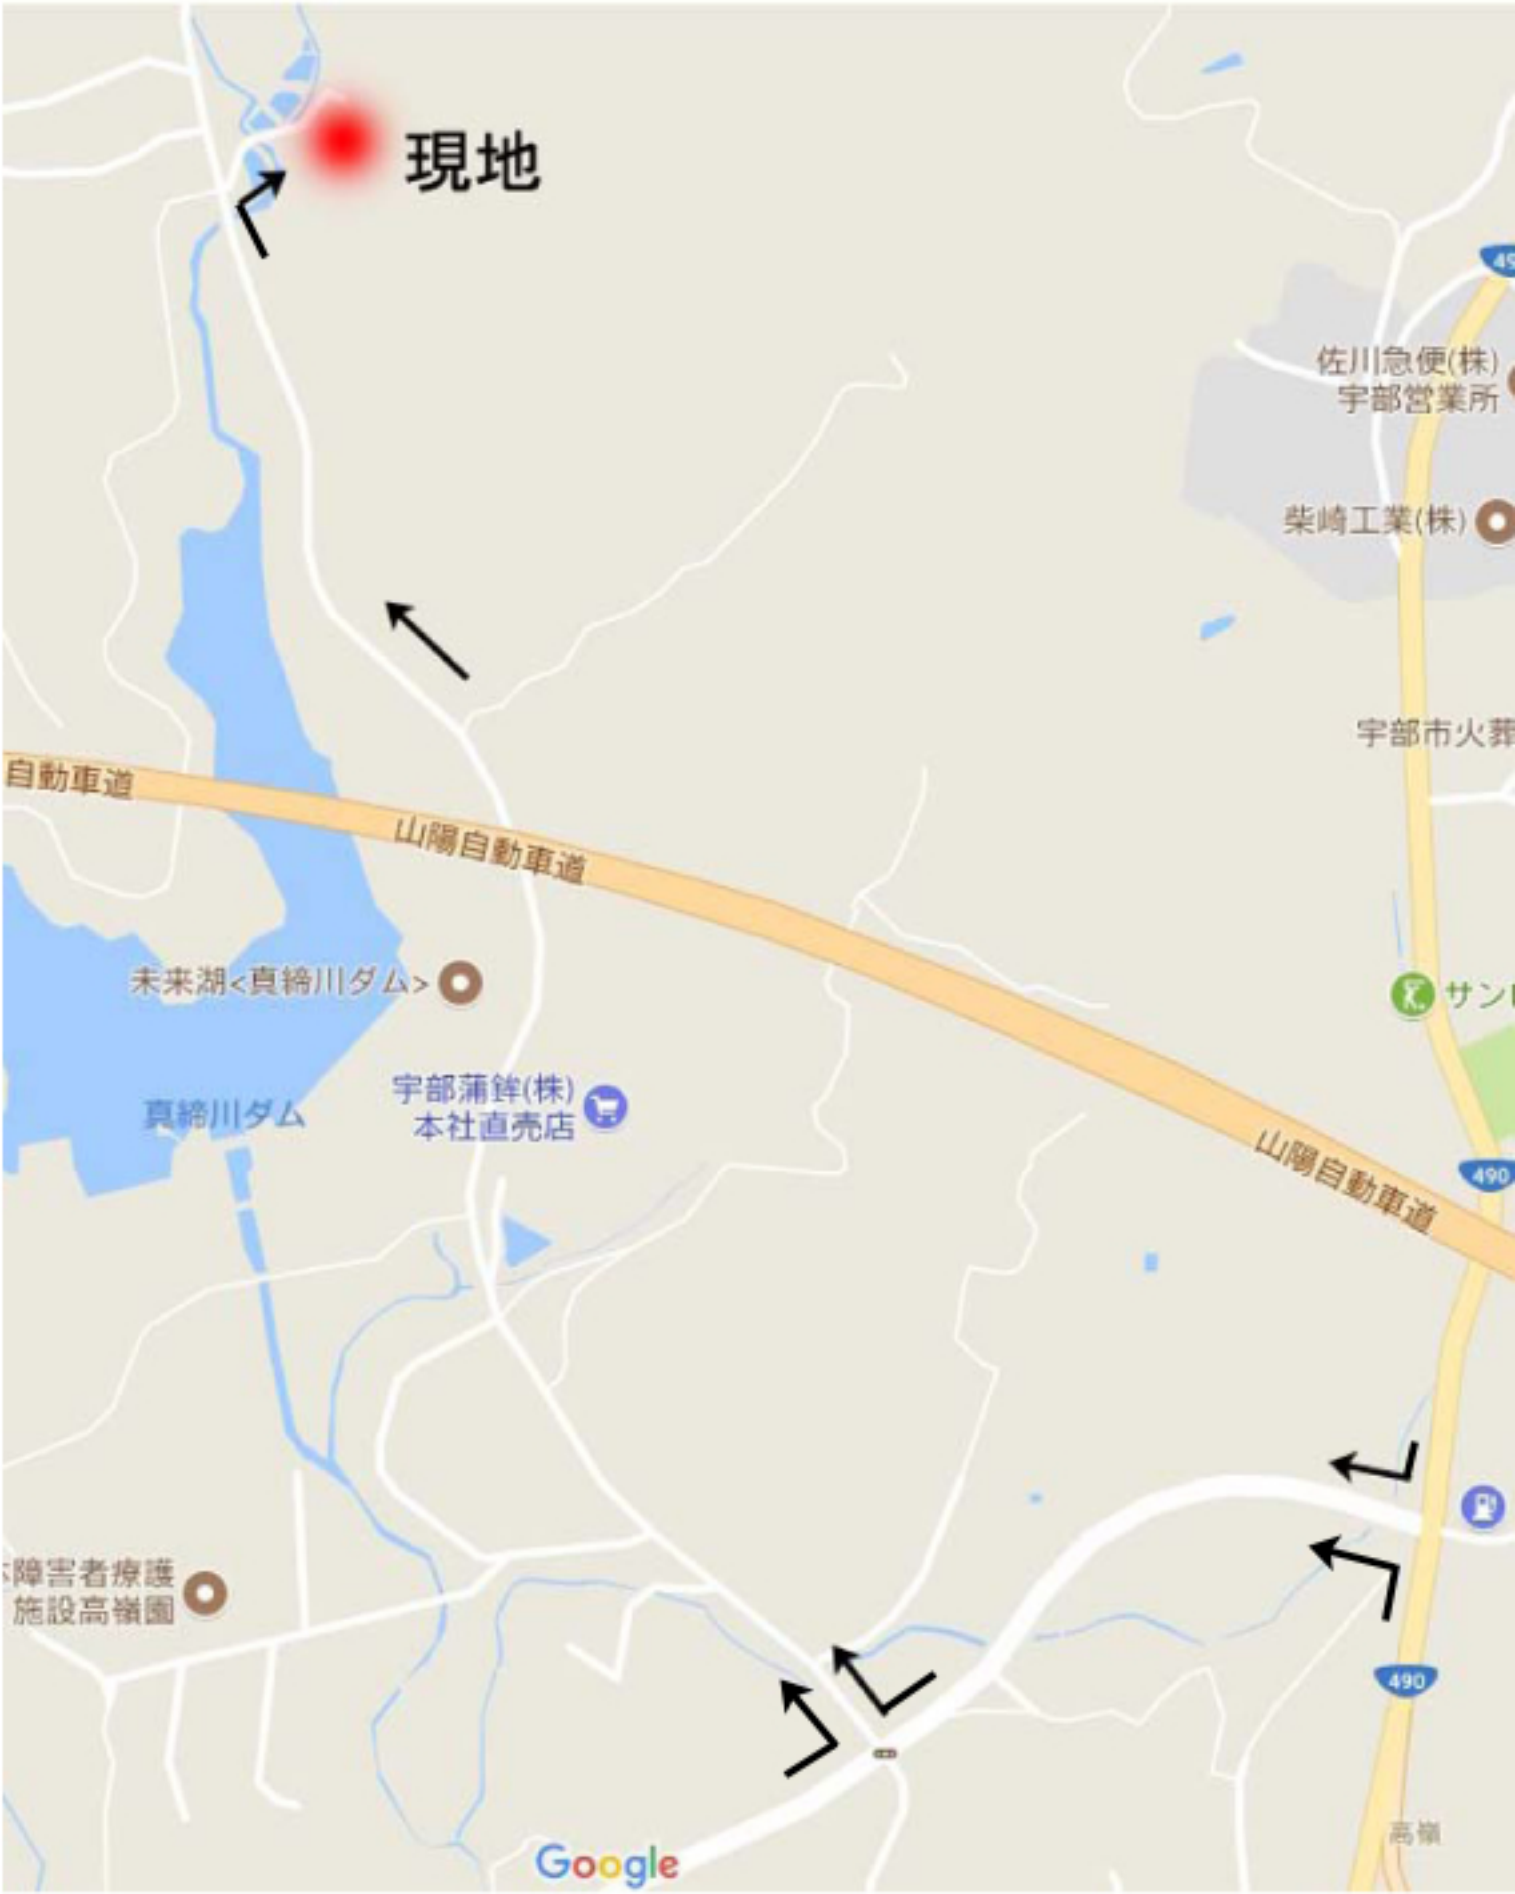 現地
49
佐川急便(株)
宇部営業所
柴崎工業(株)
宇部市火葬
自動車道
山陽自動車道
未来湖<真締川ダム>
サン
宇部蒲鉾(株)
本社直売店
真締川ダム
山陽自動車道
490
障害者療護
施設高嶺園
490
高嶺
Google